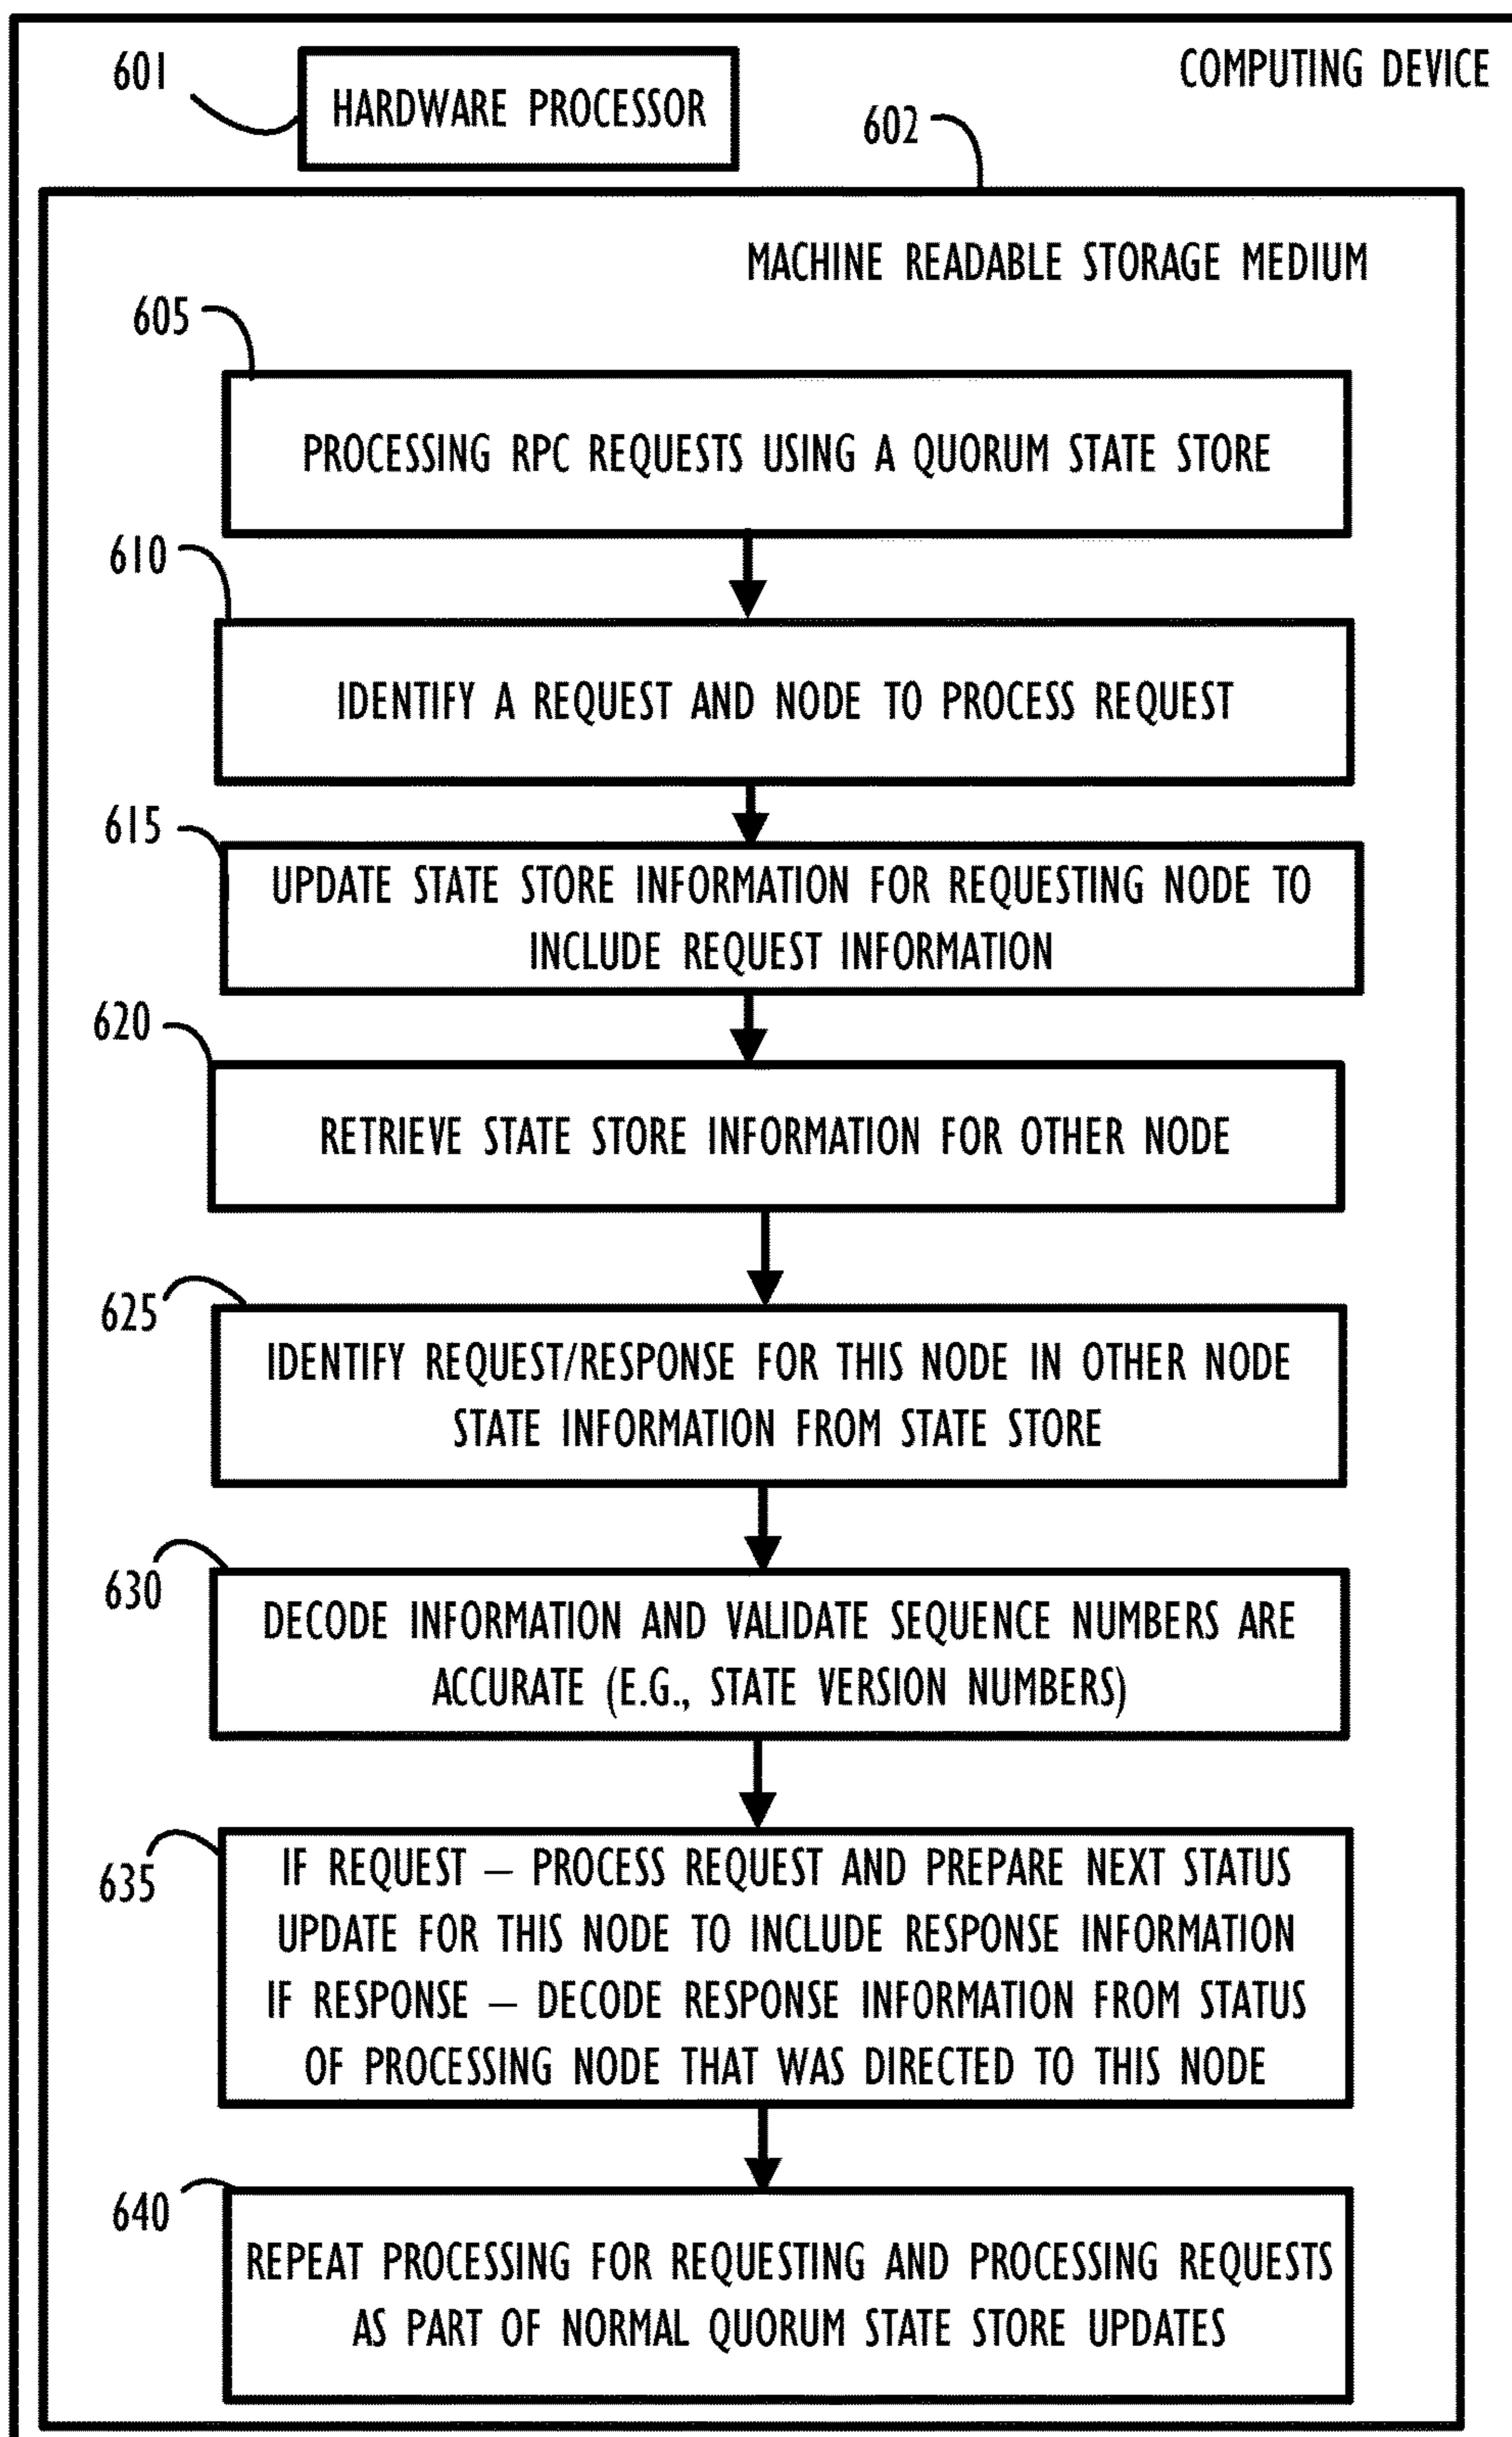 601
HARDWARE PROCESSOR
COMPUTING DEVICE
602
MACHINE READABLE STORAGE MEDIUM
605
PROCESSING RPC REQUESTS USING A QUORUM STATE STORE
610
IDENTIFY A REQUEST AND NODE TO PROCESS REQUEST
615
UPDATE STATE STORE INFORMATION FOR REQUESTING NODE TO
INCLUDE REQUEST INFORMATION
620
RETRIEVE STATE STORE INFORMATION FOR OTHER NODE
625
IDENTIFY REQUEST/RESPONSE FOR THIS NODE IN OTHER NODE
STATE INFORMATION FROM STATE STORE
630
DECODE INFORMATION AND VALIDATE SEQUENCE NUMBERS ARE
ACCURATE (E.G., STATE VERSION NUMBERS)
635
IF REQUEST – PROCESS REQUEST AND PREPARE NEXT STATUS
UPDATE FOR THIS NODE TO INCLUDE RESPONSE INFORMATION
IF RESPONSE – DECODE RESPONSE INFORMATION FROM STATUS
OF PROCESSING NODE THAT WAS DIRECTED TO THIS NODE
640
REPEAT PROCESSING FOR REQUESTING AND PROCESSING REQUESTS
AS PART OF NORMAL QUORUM STATE STORE UPDATES